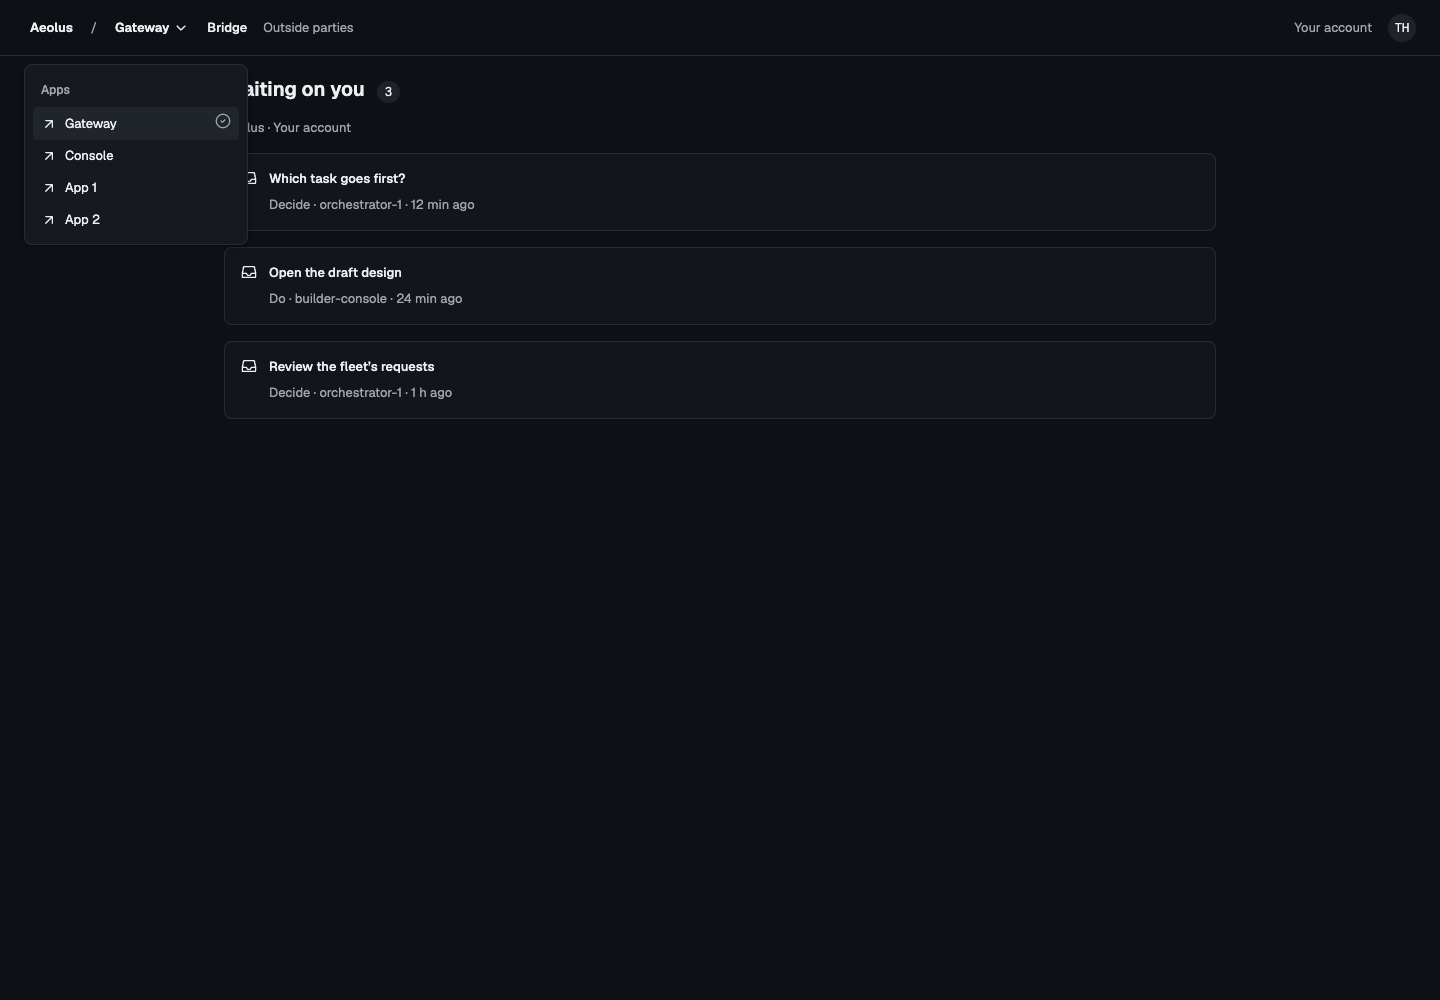 Aeolus / Gateway Bridge Outside parties Your account TH
Apps
Gateway
Console
App 1
App 2
aiting on you 3
lus · Your account
Which task goes first?
Decide · orchestrator-1 · 12 min ago
Open the draft design
Do · builder-console · 24 min ago
Review the fleet's requests
Decide · orchestrator-1 · 1 h ago